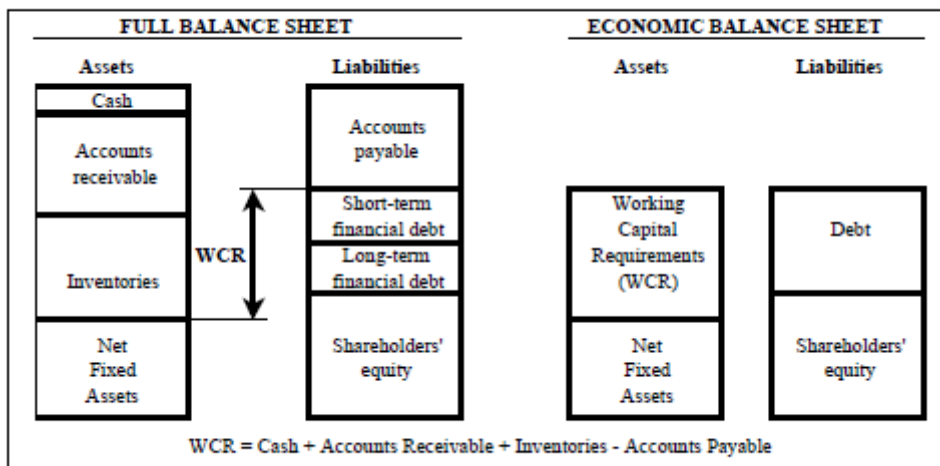 FULL BALANCE SHEET
Assets
Liabilities
Cash
Accounts
receivable
Inventories
Net
Fixed
Assets
WCR
Accounts
payable
Short-term
financial debt
Long-term
financial debt
Shareholders'
equity
ECONOMIC BALANCE SHEET
Assets
Liabilities
Working
Capital
Requirements
(WCR)
Net
Fixed
Assets
Debt
Shareholders'
equity
WCR = Cash + Accounts Receivable + Inventories - Accounts Payable